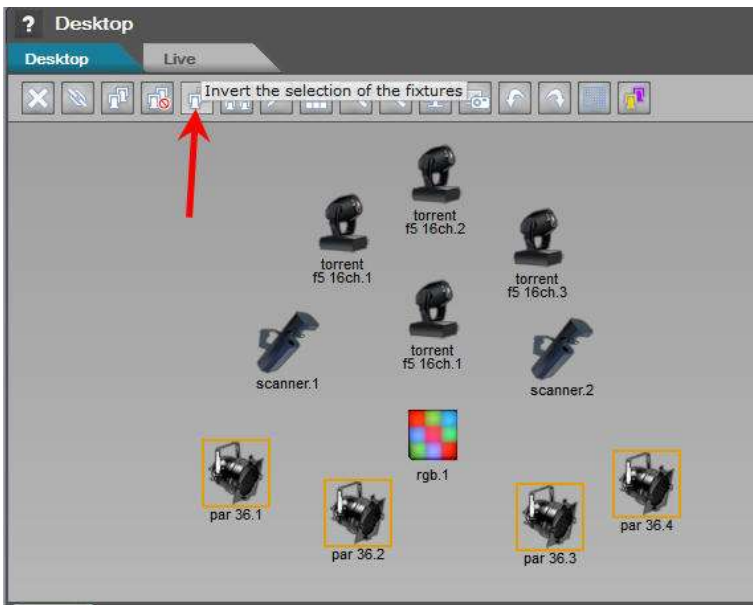 ? Desktop
Desktop
Live
Invert the selection of the fixtures
torrent
f5 16ch.2
torrent
f5 16ch.1
torrent
f5 16ch.3
torrent
f5 16ch.1
scanner.1
scanner.2
rgb.1
par 36.1
par 36.2
par 36.3
par 36.4